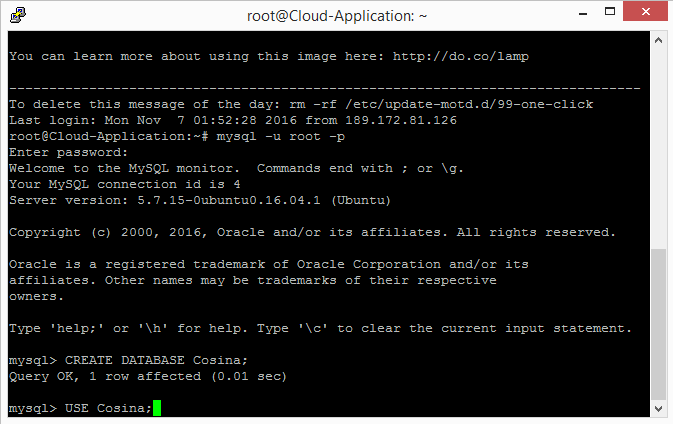 root@Cloud-Application: ~
You can learn more about using this image here: http://do.co/lamp
-------------------------------------------------------------------------------
To delete this message of the day: rm -rf /etc/update-motd.d/99-one-click
Last login: Mon Nov  7 01:52:28 2016 from 189.172.81.126
root@Cloud-Application:~# mysql -u root -p
Enter password:
Welcome to the MySQL monitor.  Commands end with ; or \g.
Your MySQL connection id is 4
Server version: 5.7.15-0ubuntu0.16.04.1 (Ubuntu)
Copyright (c) 2000, 2016, Oracle and/or its affiliates. All rights reserved.
Oracle is a registered trademark of Oracle Corporation and/or its
affiliates. Other names may be trademarks of their respective
owners.
Type 'help;' or '\h' for help. Type '\c' to clear the current input statement.
mysql> CREATE DATABASE Cosina;
Query OK, 1 row affected (0.01 sec)
mysql> USE Cosina;